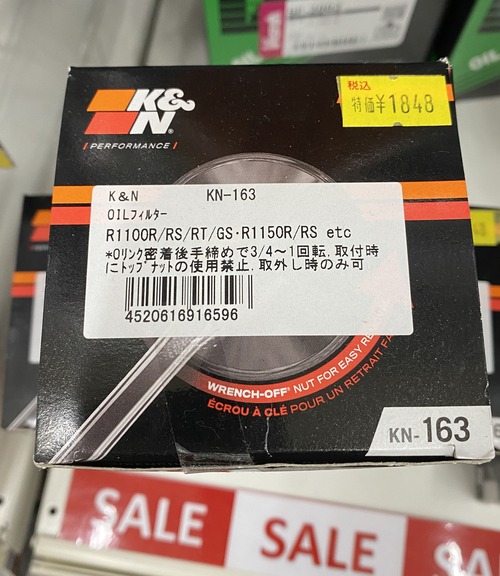 K&N®
PERFORMANCE
税込
特価¥1848
K&N KN-163
OILフィルター
R1100R/RS/RT/GS・R1150R/RS etc
*Oリンク密着後手締めで3/4~1回転.取付時
にトップナットの使用禁止.取外し時のみ可
4520616916596
WRENCH-OFF® NUT FOR EASY RE
ÉCROU À CLÉ POUR UN RETRAIT FA
KN-163
OIL
SALE
SALE
SAL